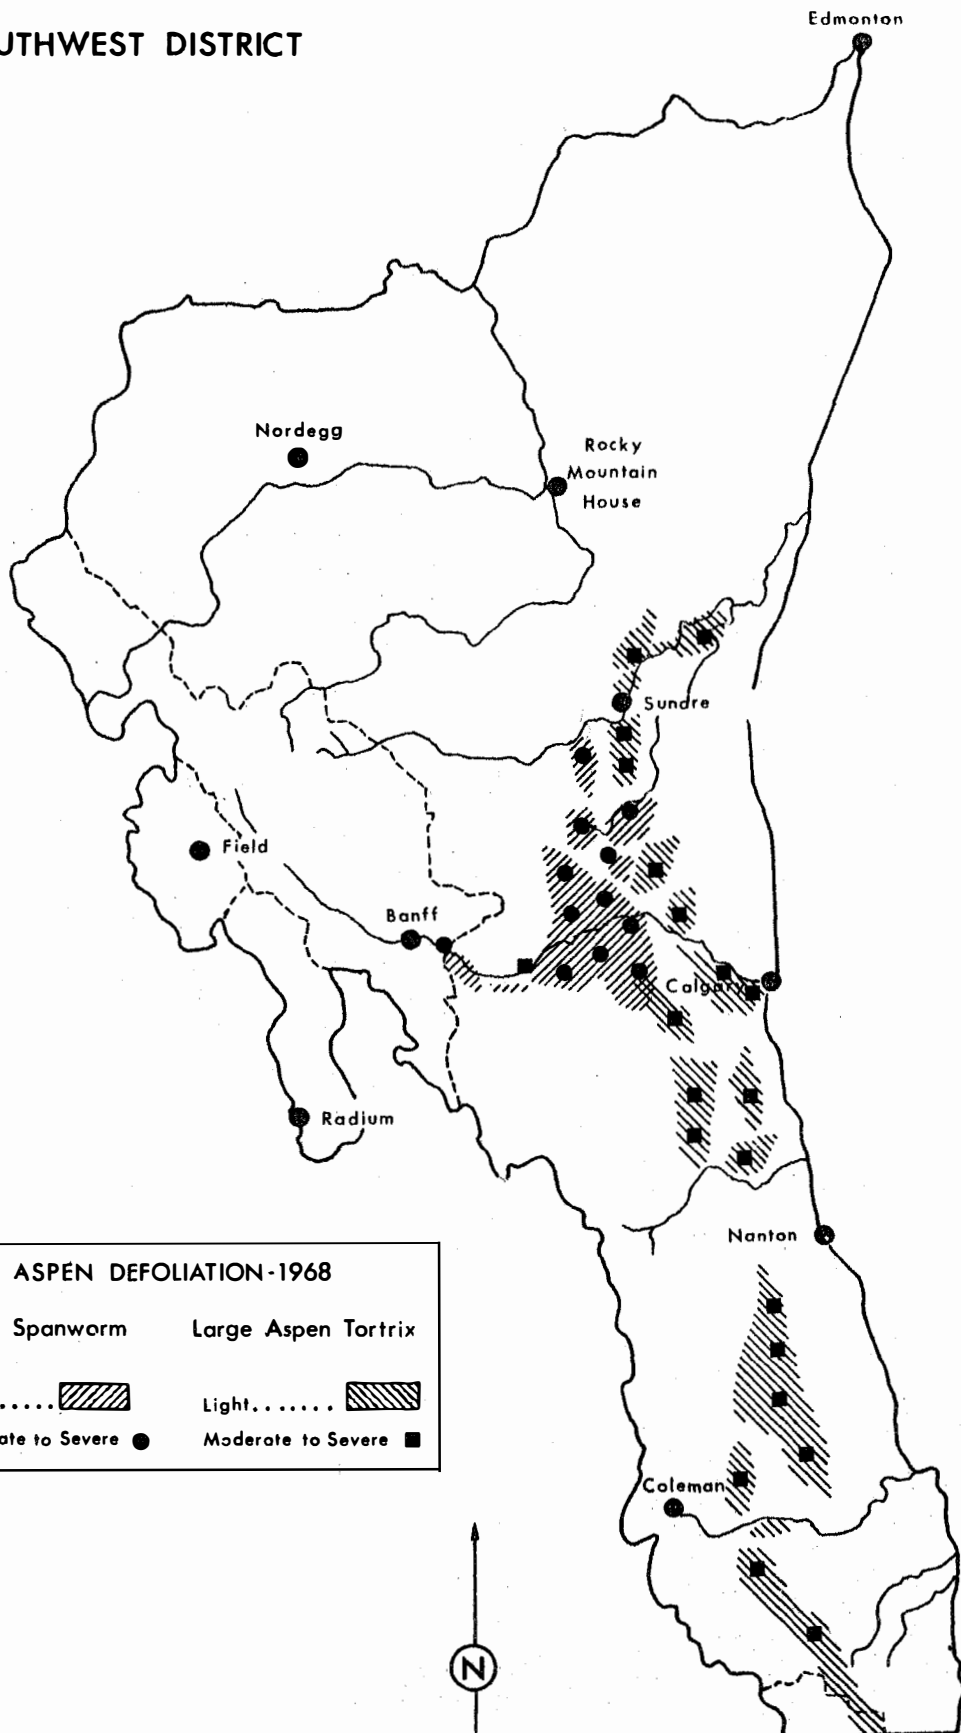 UTHWEST DISTRICT
Edmonton
Nordegg
Rocky
Mountain
House
Sundre
Field
Banff
Calgary
Radium
Nanton
ASPEN DEFOLIATION-1968
Spanworm Large Aspen Tortrix
..... Light.......
ate to Severe Moderate to Severe
Coleman
N